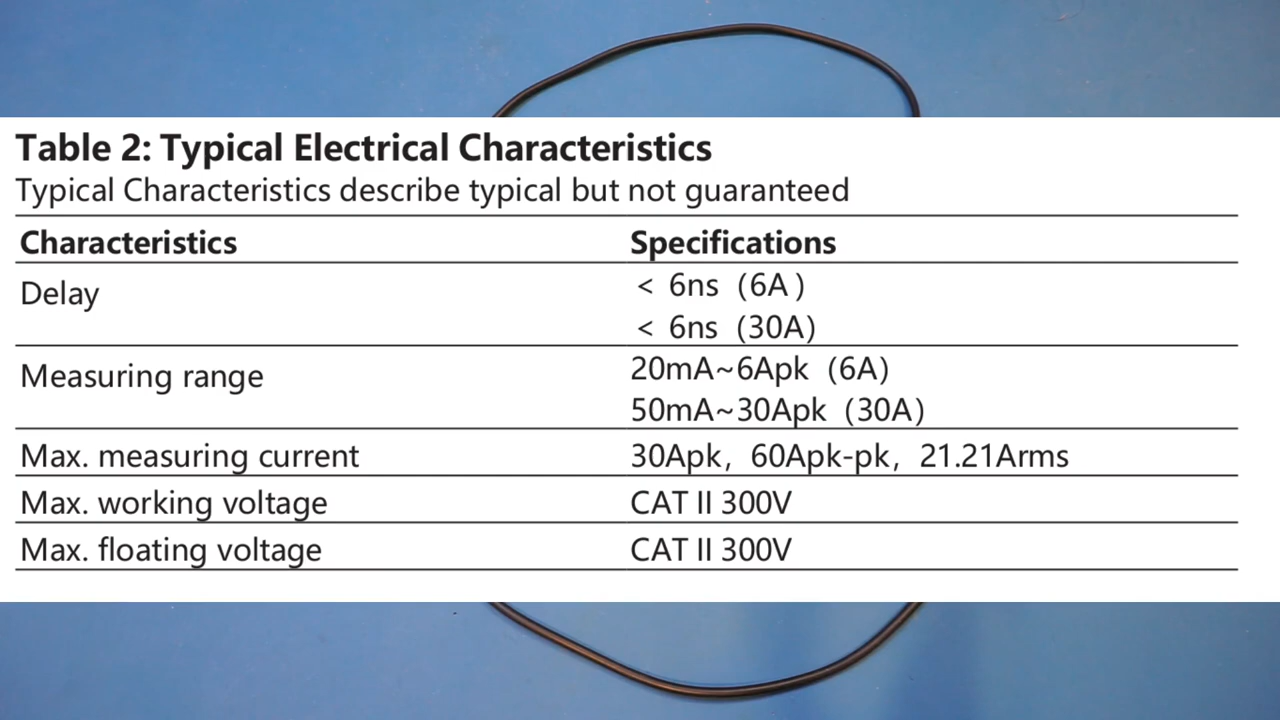 Table 2: Typical Electrical Characteristics
Typical Characteristics describe typical but not guaranteed
Characteristics Specifications
Delay < 6ns (6A)
< 6ns (30A)
Measuring range 20mA~6Apk (6A)
50mA~30Apk (30A)
Max. measuring current 30Apk, 60Apk-pk, 21.21Arms
Max. working voltage CAT II 300V
Max. floating voltage CAT II 300V